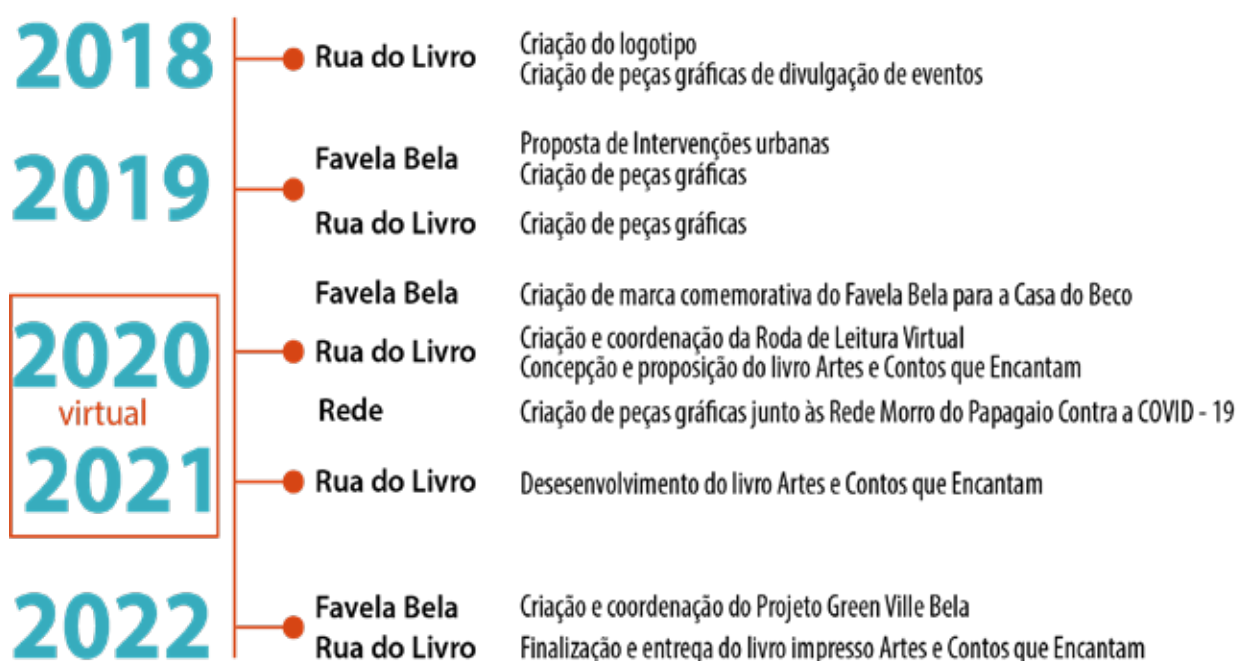 2018
Rua do Livro
Criação do logotipo
Criação de peças gráficas de divulgação de eventos
2019
Favela Bela
Proposta de Intervenções urbanas
Criação de peças gráficas
Rua do Livro
Criação de peças gráficas
2020
virtual
2021
Favela Bela
Criação de marca comemorativa do Favela Bela para a Casa do Beco
Rua do Livro
Criação e coordenação da Roda de Leitura Virtual
Concepção e proposição do livro Artes e Contos que Encantam
Rede
Criação de peças gráficas junto às Rede Morro do Papagaio Contra a COVID - 19
Rua do Livro
Desesenvolvimento do livro Artes e Contos que Encantam
2022
Favela Bela
Criação e coordenação do Projeto Green Ville Bela
Rua do Livro
Finalização e entrega do livro impresso Artes e Contos que Encantam